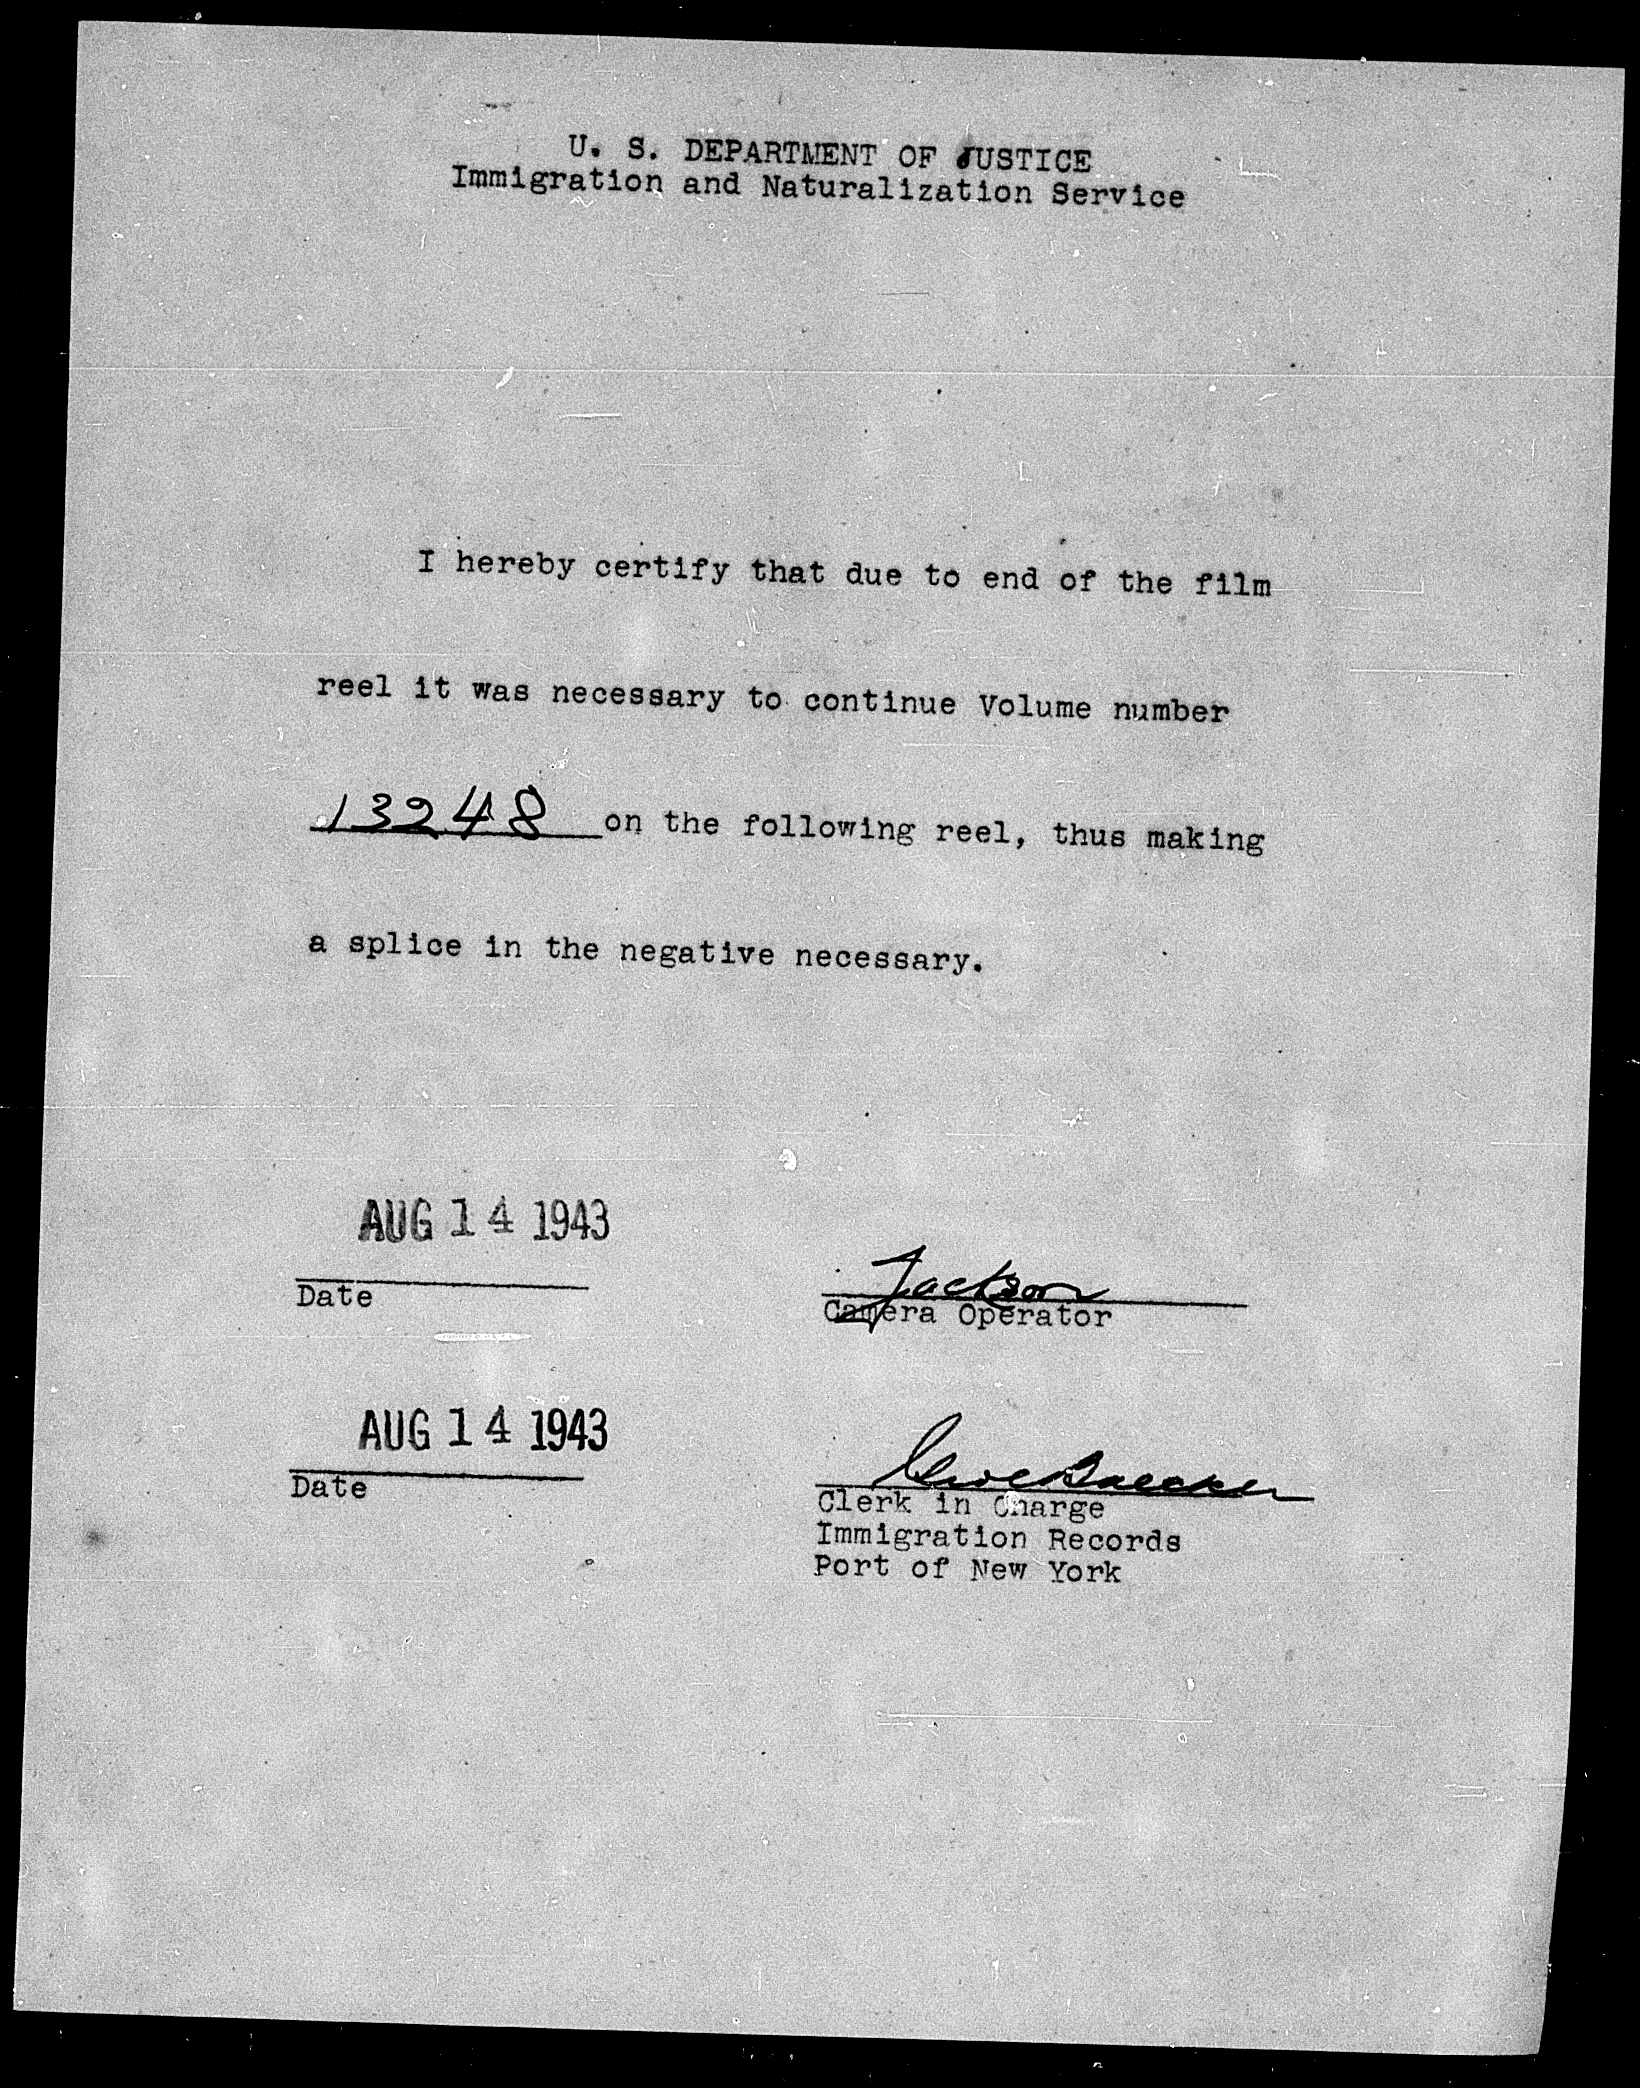 U. S. DEPARTMENT OF JUSTICE
Immigration and Naturalization Service
I hereby certify that due to end of the film
reel it was necessary to continue Volume number
13248 on the following reel, thus making
a splice in the negative necessary.
AUG 14 1943
Date
Jackson
Camera Operator
AUG 14 1943
Date
Clerk in Charge
Immigration Records
Port of New York